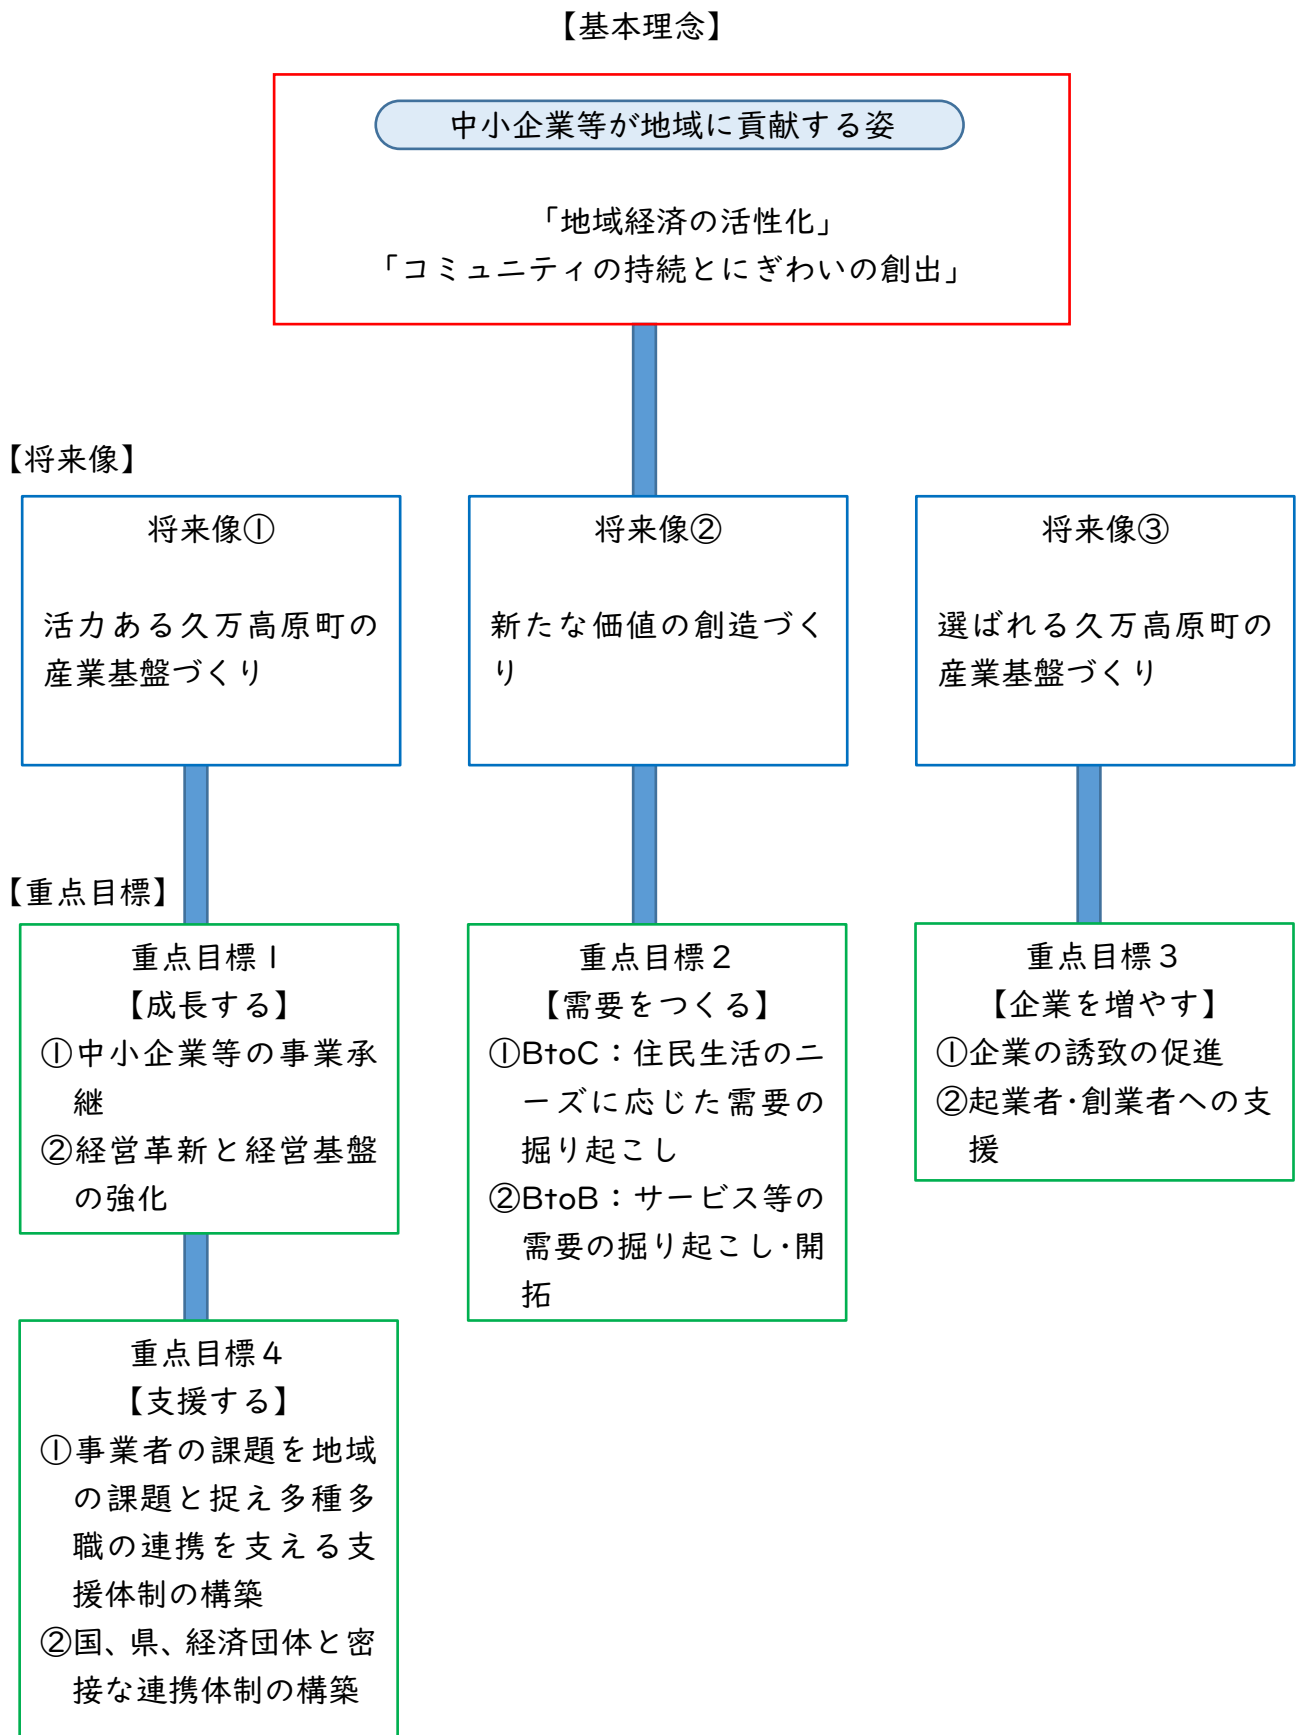 【基本理念】
中小企業等が地域に貢献する姿
「地域経済の活性化」
「コミュニティの持続とにぎわいの創出」
【将来像】
将来像①
活力ある久万高原町の
産業基盤づくり
将来像②
新たな価値の創造づく
り
将来像③
選ばれる久万高原町の
産業基盤づくり
【重点目標】
重点目標１
【成長する】
①中小企業等の事業承
継
②経営革新と経営基盤
の強化
重点目標２
【需要をつくる】
①BtoC：住民生活のニ
ーズに応じた需要の
掘り起こし
②BtoB：サービス等の
需要の掘り起こし･開
拓
重点目標３
【企業を増やす】
①企業の誘致の促進
②起業者･創業者への支
援
重点目標４
【支援する】
①事業者の課題を地域
の課題と捉え多種多
職の連携を支える支
援体制の構築
②国、県、経済団体と密
接な連携体制の構築